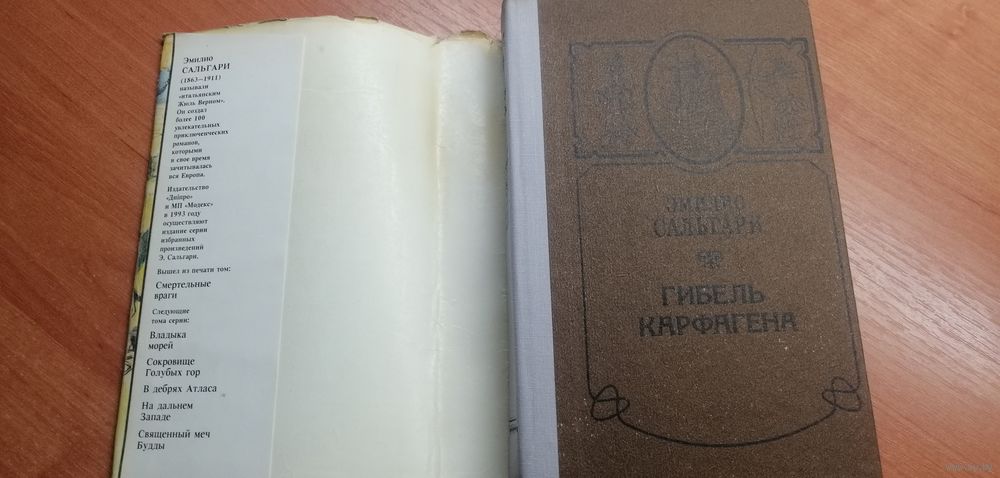 Эмилио
САЛЬГАРИ
(1863—1911)
называли
«итальянским
Жюль Верном».
Он создал
более 100
увлекательных
приключенческих
романов,
которыми
в свое время
зачитывалась
вся Европа.
Издательство
«Дніпро»
и МП «Модекс»
в 1993 году
осуществляют
издание серии
избранных
произведений
Э. Сальгари.
Вышел из печати том:
Смертельные
враги
Следующие
тома серии:
Владыка
морей
Сокровище
Голубых гор
В дебрях Атласа
На дальнем
Западе
Священный меч
Будды
ЭМИЛИО
САЛЬГАРИ
ГИБЕЛЬ
КАРФАГЕНА